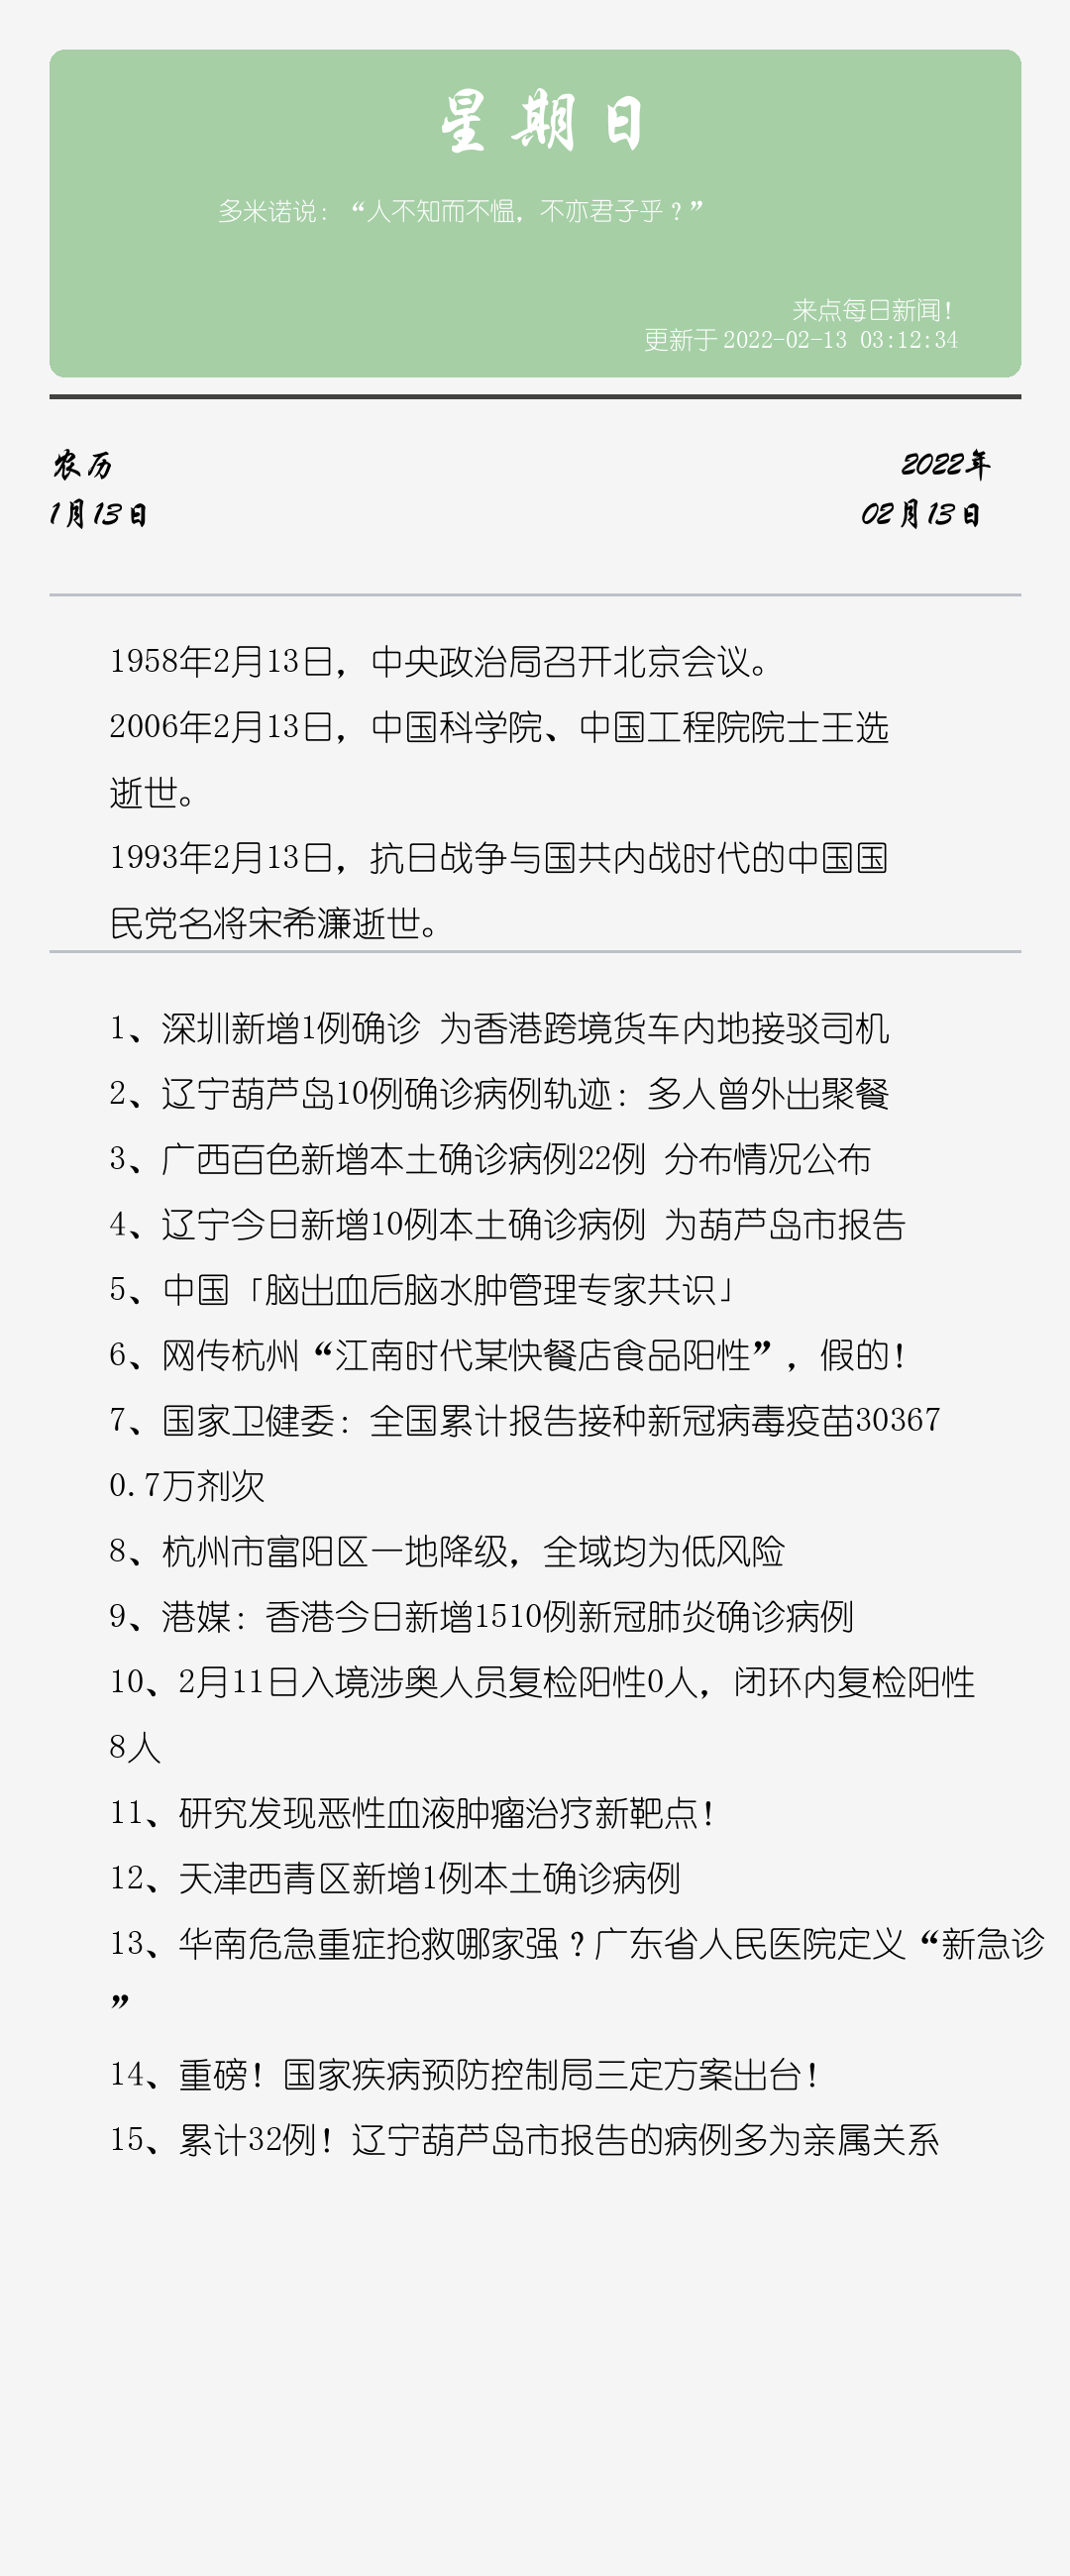 星期日
多米诺说：“人不知而不愠，不亦君子乎？”
来点每日新闻！
更新于 2022-02-13 03:12:34
农历
2022年
1月13日
02月13日
1958年2月13日，中央政治局召开北京会议。
2006年2月13日，中国科学院、中国工程院院士王选
逝世。
1993年2月13日，抗日战争与国共内战时代的中国国
民党名将宋希濂逝世。
1、深圳新增1例确诊 为香港跨境货车内地接驳司机
2、辽宁葫芦岛10例确诊病例轨迹：多人曾外出聚餐
3、广西百色新增本土确诊病例22例 分布情况公布
4、辽宁今日新增10例本土确诊病例 为葫芦岛市报告
5、中国「脑出血后脑水肿管理专家共识」
6、网传杭州“江南时代某快餐店食品阳性”，假的！
7、国家卫健委：全国累计报告接种新冠病毒疫苗30367
0.7万剂次
8、杭州市富阳区一地降级，全域均为低风险
9、港媒：香港今日新增1510例新冠肺炎确诊病例
10、2月11日入境涉奥人员复检阳性0人，闭环内复检阳性
8人
11、研究发现恶性血液肿瘤治疗新靶点！
12、天津西青区新增1例本土确诊病例
13、华南危急重症抢救哪家强？广东省人民医院定义“新急诊
”
14、重磅！国家疾病预防控制局三定方案出台！
15、累计32例！辽宁葫芦岛市报告的病例多为亲属关系